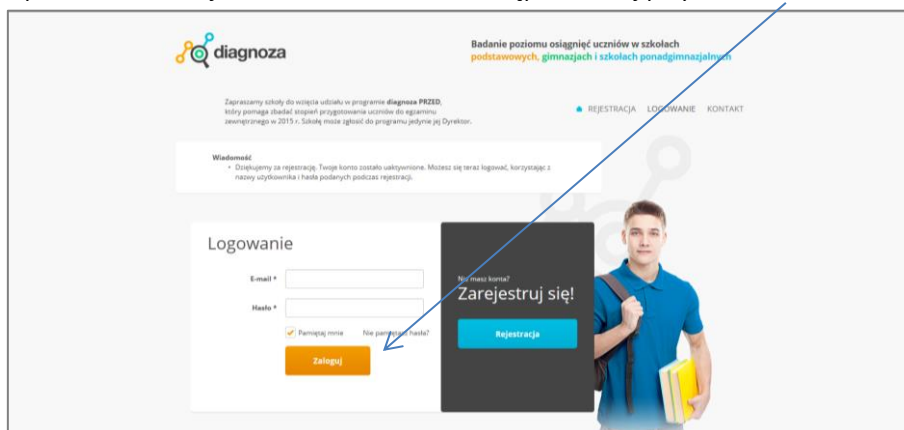 diagnoza
Badanie poziomu osiągnięć uczniów w szkołach
podstawowych, gimnazjach i szkołach ponadgimnazjalnych
Zapraszamy szkoły do wzięcia udziału w programie diagnoza PRZED,
który pomaga zbadać stopień przygotowania uczniów do egzaminu
zewnętrznego w 2015 r. Szkołę może zgłosić do programu jedynie jej Dyrektor.
REJESTRACJA LOGOWANIE KONTAKT
Wiadomość
Dziękujemy za rejestrację. Twoje konto zostało uaktywnione. Możesz się teraz logować, korzystając z
nazwy użytkownika i hasła podanych podczas rejestracji.
Logowanie
E-mail *
Hasło *
Pamiętaj mnie Nie pamiętasz hasła?
Zaloguj
Nie masz konta?
Zarejestruj się!
Rejestracja